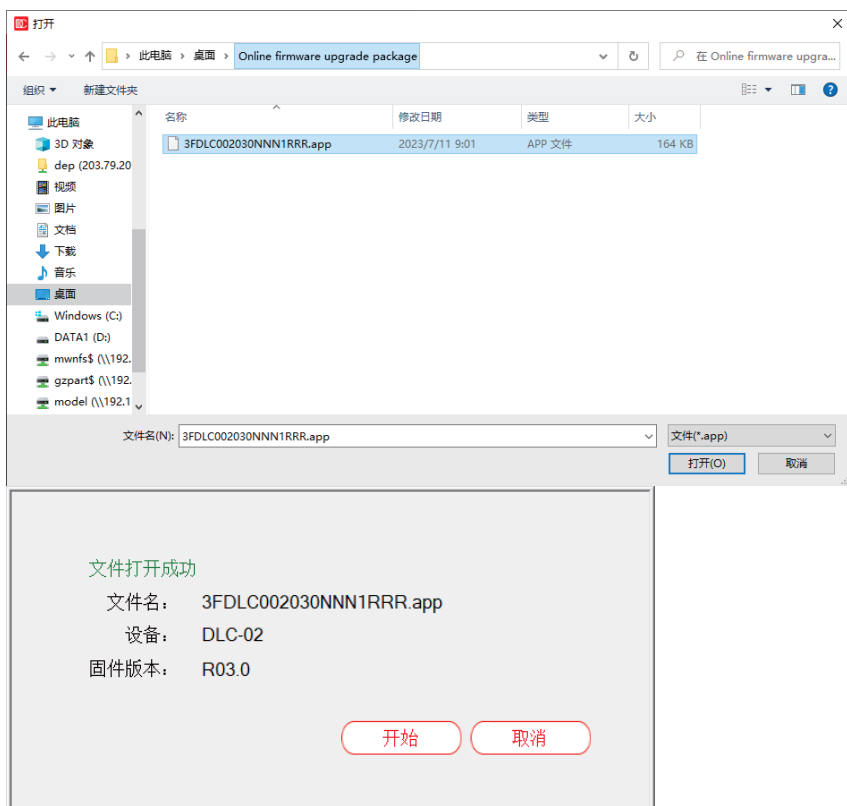 打开
此电脑 › 桌面 › Online firmware upgrade package
在 Online firmware upgra...
组织 新建文件夹
名称 修改日期 类型 大小
3FDLC002030NNN1RRR.app 2023/7/11 9:01 APP 文件 164 KB
此电脑
3D 对象
dep (203.79.20
视频
图片
文档
下载
音乐
桌面
Windows (C:)
DATA1 (D:)
mwnfs$ (\\192.
gzpart$ (\\192.
model (\\192.1
文件名(N): 3FDLC002030NNN1RRR.app 文件(*.app)
打开(O) 取消
文件打开成功
文件名： 3FDLC002030NNN1RRR.app
设备： DLC-02
固件版本： R03.0
开始 取消